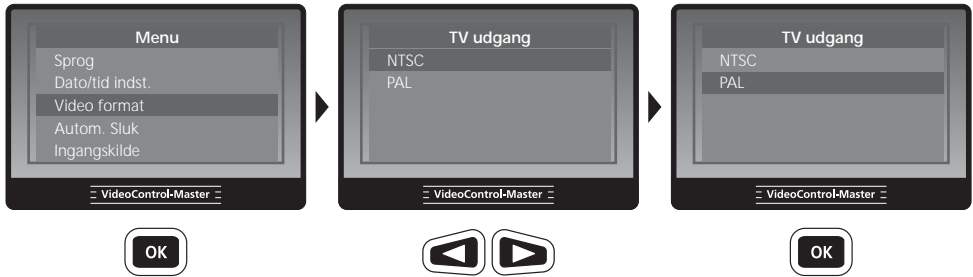 Menu
Sprog
Dato/tid indst.
Video format
Autom. Sluk
Ingangskilde
VideoControl-Master
OK
TV udgang
NTSC
PAL
VideoControl-Master
TV udgang
NTSC
PAL
VideoControl-Master
OK